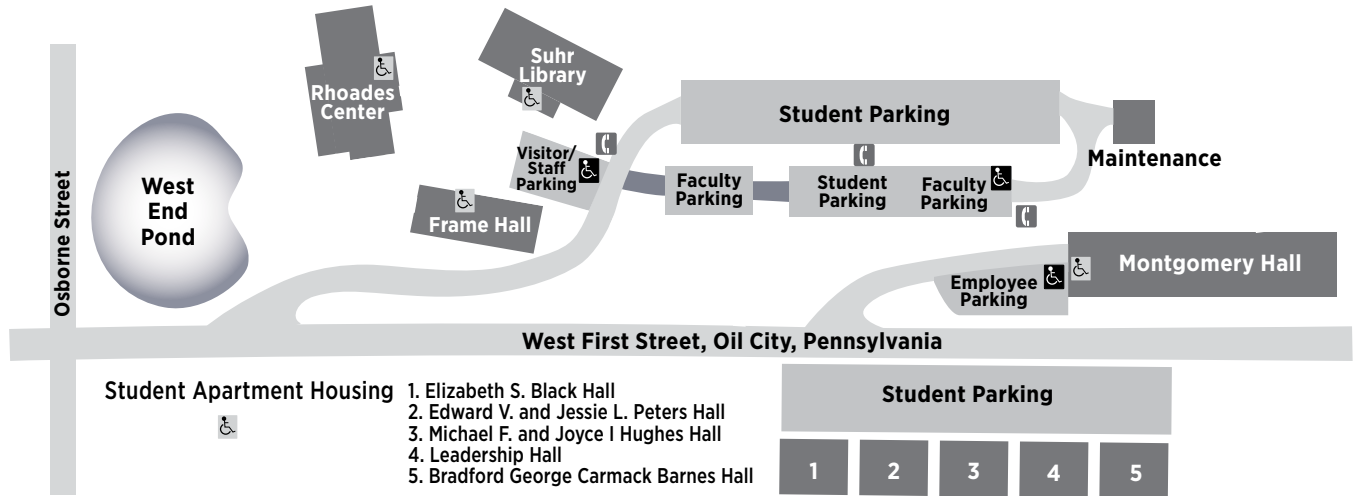 Suhr
Library
Rhoades
Center
Student Parking
Maintenance
Visitor/
Staff
Parking
Faculty
Parking
Student
Parking
Faculty
Parking
West
End
Pond
Osborne Street
Frame Hall
Montgomery Hall
Employee
Parking
West First Street, Oil City, Pennsylvania
Student Apartment Housing
1. Elizabeth S. Black Hall
2. Edward V. and Jessie L. Peters Hall
3. Michael F. and Joyce I Hughes Hall
4. Leadership Hall
5. Bradford George Carmack Barnes Hall
Student Parking
1 2 3 4 5